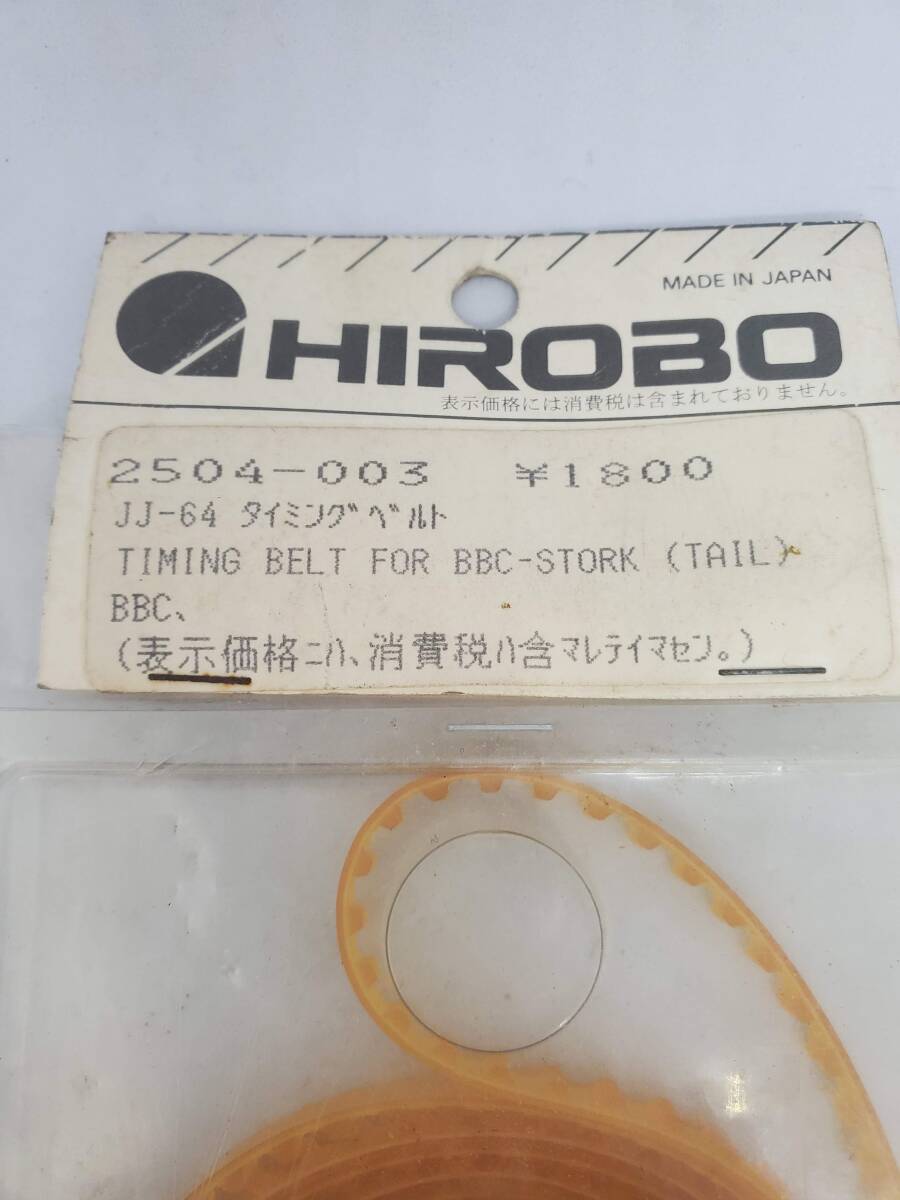 MADE IN JAPAN
HIROBO
表示価格には消費税は含まれておりません。
2504-003 ¥1800
JJ-64 ﾀｲﾐﾝｸﾞﾍﾞﾙﾄ
TIMING BELT FOR BBC-STORK (TAIL)
BBC、
(表示価格ﾆﾊ、消費税ﾊ含ﾏﾚﾃｲﾏｾﾝ。)